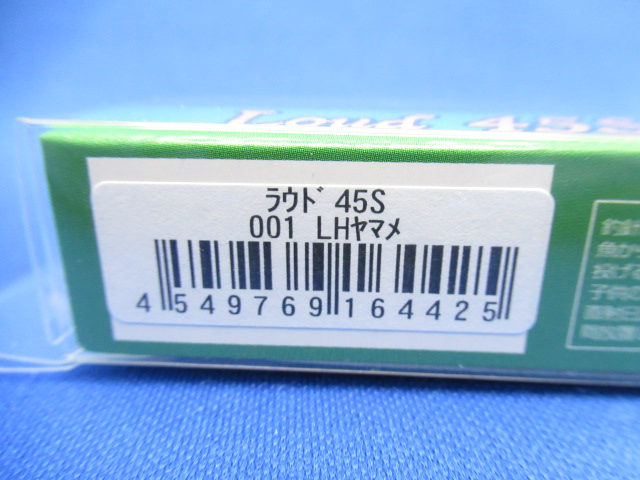 Loud 45S
ﾗｳﾄﾞ 45S
001 LHﾔﾏﾒ
4 549769 164425